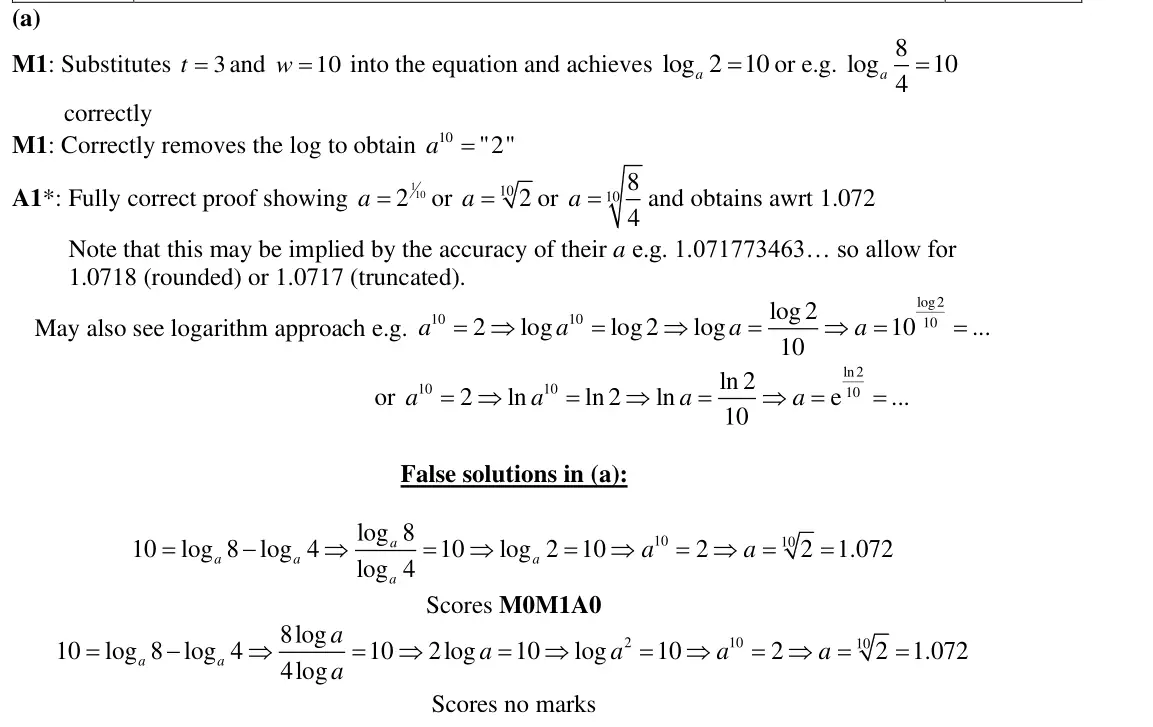 (a)
M1: Substitutes t = 3 and w = 10 into the equation and achieves log_a 2 = 10 or e.g. log_a 8/4 = 10
correctly
M1: Correctly removes the log to obtain a^10 = "2"
A1*: Fully correct proof showing a = 2^(1/10) or a = ¹⁰√2 or a = ¹⁰√(8/4) and obtains awrt 1.072
Note that this may be implied by the accuracy of their a e.g. 1.071773463… so allow for
1.0718 (rounded) or 1.0717 (truncated).
May also see logarithm approach e.g. a^10 = 2 ⇒ log a^10 = log 2 ⇒ log a = log 2/10 ⇒ a = 10^(log 2/10) = ...
or a^10 = 2 ⇒ ln a^10 = ln 2 ⇒ ln a = ln 2/10 ⇒ a = e^(ln 2/10) = ...
False solutions in (a):
10 = log_a 8 − log_a 4 ⇒ log_a 8/log_a 4 = 10 ⇒ log_a 2 = 10 ⇒ a^10 = 2 ⇒ a = ¹⁰√2 = 1.072
Scores M0M1A0
10 = log_a 8 − log_a 4 ⇒ 8 log a/4 log a = 10 ⇒ 2 log a = 10 ⇒ log a^2 = 10 ⇒ a^10 = 2 ⇒ a = ¹⁰√2 = 1.072
Scores no marks